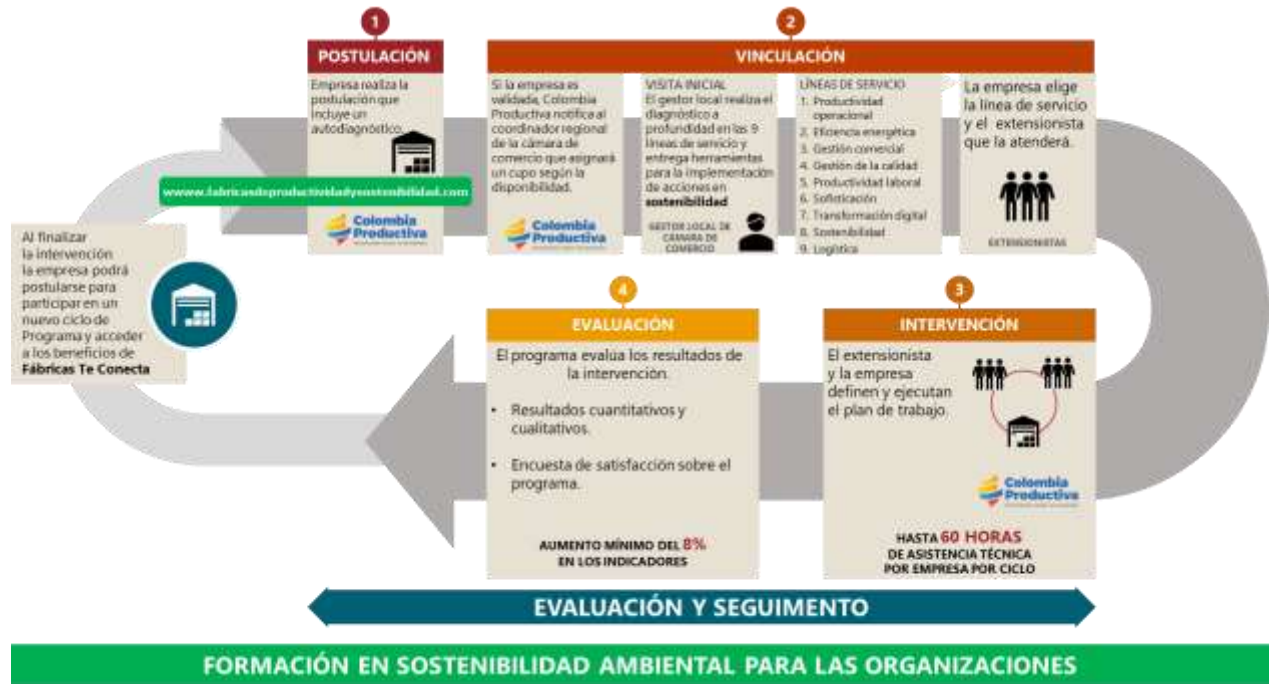 1
POSTULACIÓN
Empresa realiza la
postulación que
incluye un
autodiagnóstico.
wwww.fabricasdeproductividadysostenibilidad.com
Colombia
Productiva
2
VINCULACIÓN
Si la empresa es
validada, Colombia
Productiva notifica al
coordinador regional
de la cámara de
comercio que asignará
un cupo según la
disponibilidad.
Colombia
Productiva
VISITA INICIAL
El gestor local realiza el
diagnóstico a
profundidad en las 9
líneas de servicio y
entrega herramientas
para la implementación
de acciones en
sostenibilidad
GESTOR LOCAL DE
CÁMARA DE
COMERCIO
LÍNEAS DE SERVICIO
1. Productividad
operacional
2. Eficiencia energética
3. Gestión comercial
4. Gestión de la calidad
5. Productividad laboral
6. Sofisticación
7. Transformación digital
8. Sostenibilidad
9. Logística
La empresa elige
la línea de servicio
y el extensionista
que la atenderá.
EXTENSIONISTAS
3
INTERVENCIÓN
El extensionista
y la empresa
definen y ejecutan
el plan de trabajo.
Colombia
Productiva
HASTA 60 HORAS
DE ASISTENCIA TÉCNICA
POR EMPRESA POR CICLO
4
EVALUACIÓN
El programa evalúa los resultados de
la intervención.
• Resultados cuantitativos y
cualitativos.
• Encuesta de satisfacción sobre el
programa.
AUMENTO MÍNIMO DEL 8%
EN LOS INDICADORES
Al finalizar
la intervención
la empresa podrá
postularse para
participar en un
nuevo ciclo de
Programa y acceder
a los beneficios de
Fábricas Te Conecta
EVALUACIÓN Y SEGUIMENTO
FORMACIÓN EN SOSTENIBILIDAD AMBIENTAL PARA LAS ORGANIZACIONES